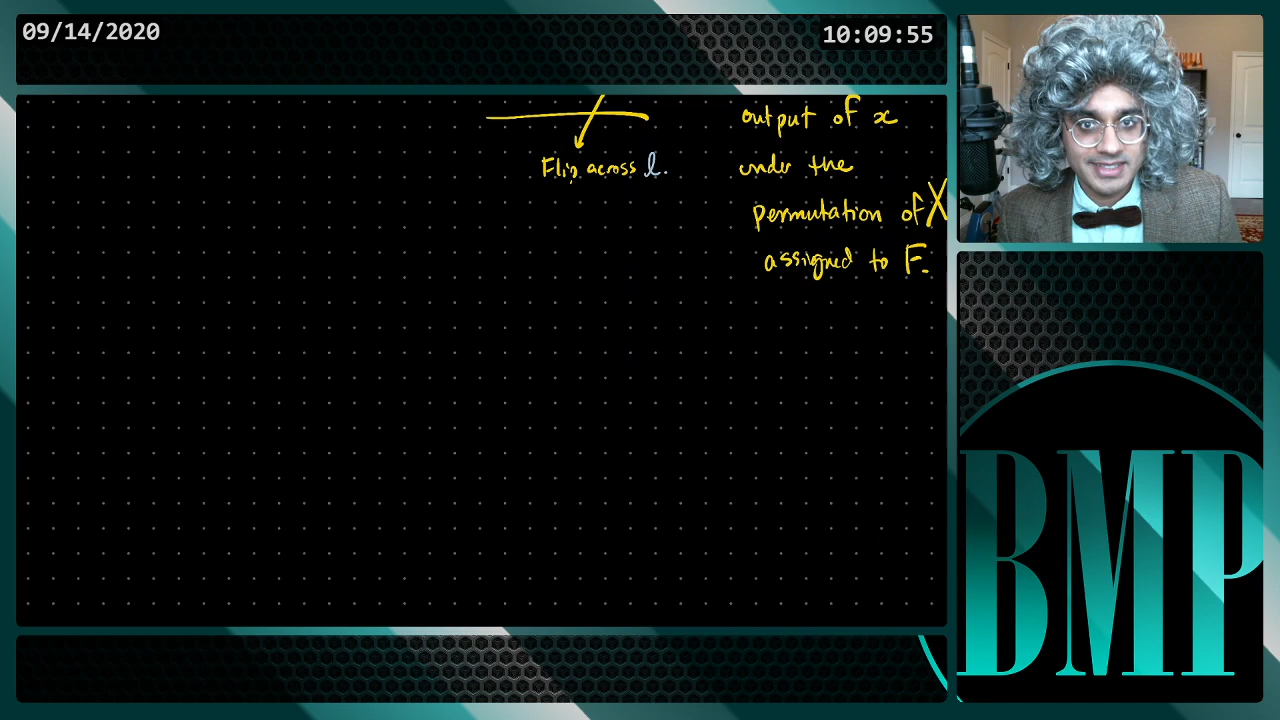 09/14/2020
10:09:55
output of x
Flip across l.
under the
permutation of X
assigned to F.
BMP